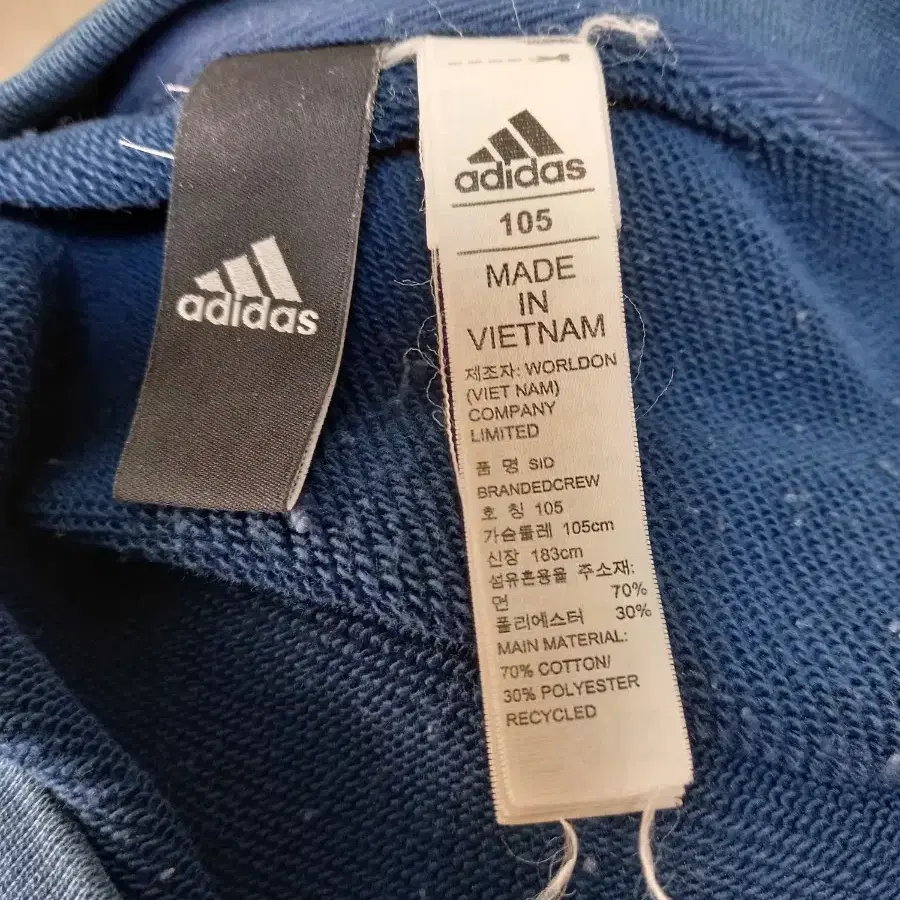 adidas
adidas
105
MADE
IN
VIETNAM
제조자: WORLDON
(VIET NAM)
COMPANY
LIMITED
품 명 SID
BRANDEDCREW
호 칭 105
가슴둘레 105cm
신장 183cm
섬유혼용율 주소재:
면 70%
폴리에스터 30%
MAIN MATERIAL:
70% COTTON/
30% POLYESTER
RECYCLED